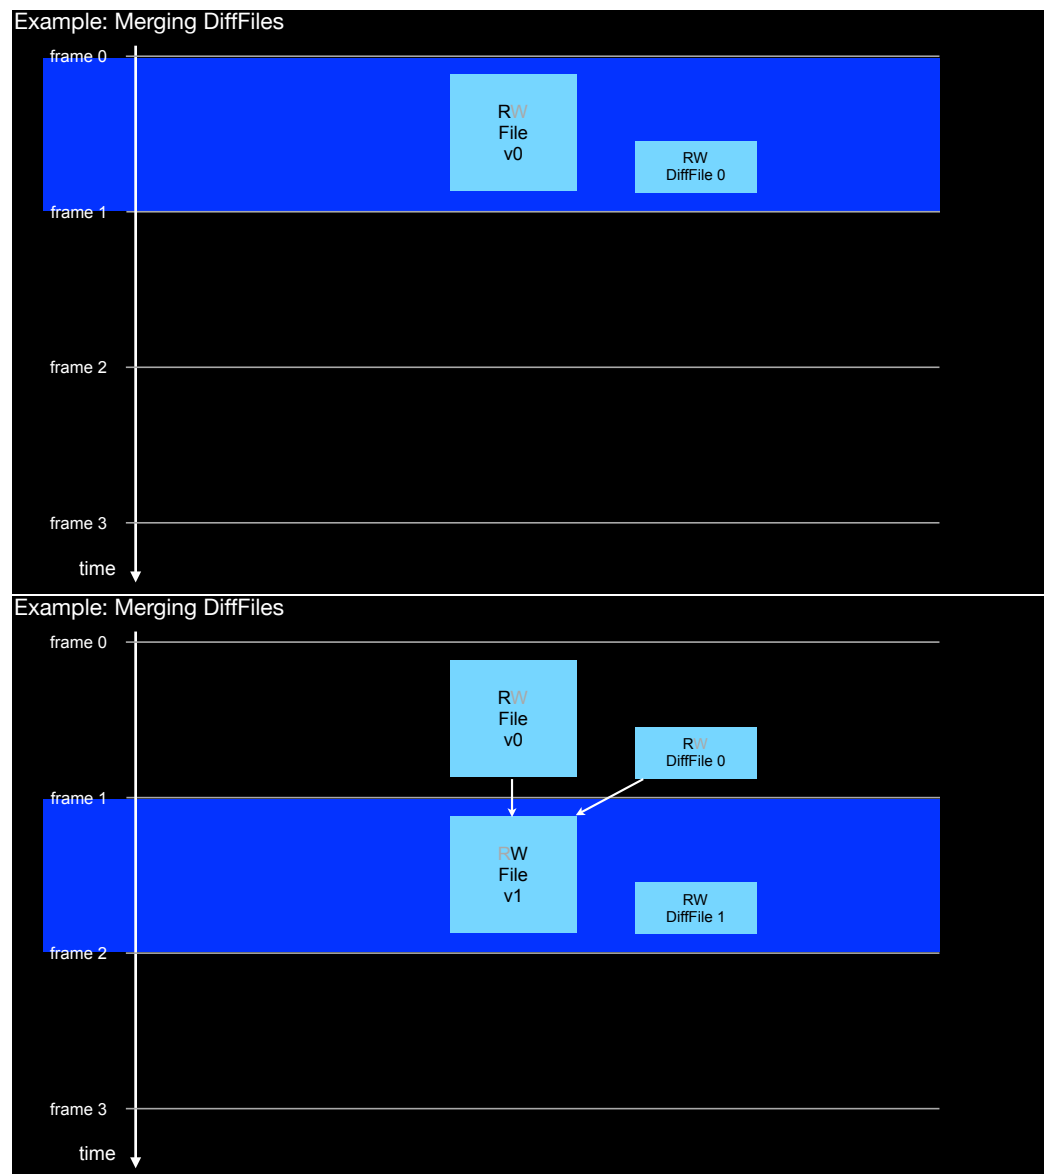 Example: Merging DiffFiles
frame 0
RW
File
v0
RW
DiffFile 0
frame 1
frame 2
frame 3
time
Example: Merging DiffFiles
frame 0
RW
File
v0
RW
DiffFile 0
frame 1
RW
File
v1
RW
DiffFile 1
frame 2
frame 3
time